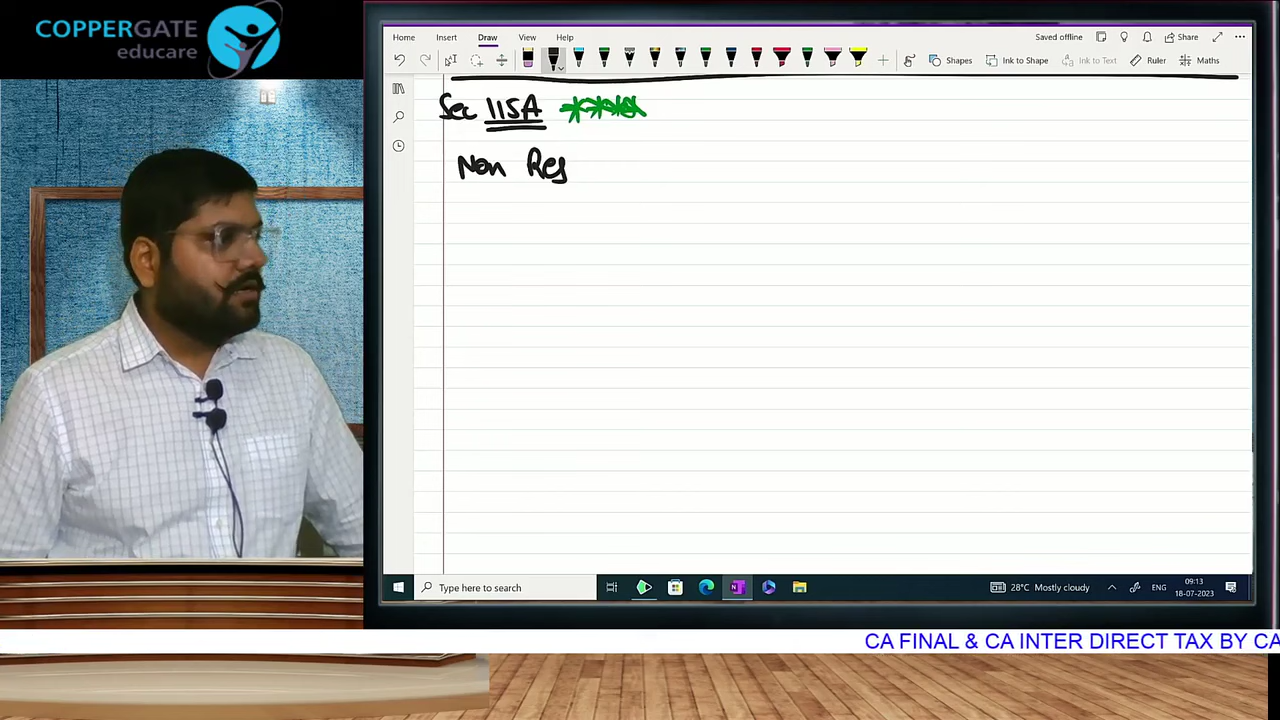 COPPERGATE
educare
Home Insert Draw View Help
Saved offline
Share
Shapes
Ink to Shape
Ink to Text
Ruler
Maths
Sec 115A ****
Non Res
Type here to search
28°C Mostly cloudy
ENG
09:13
18-07-2023
CA FINAL & CA INTER DIRECT TAX BY CA